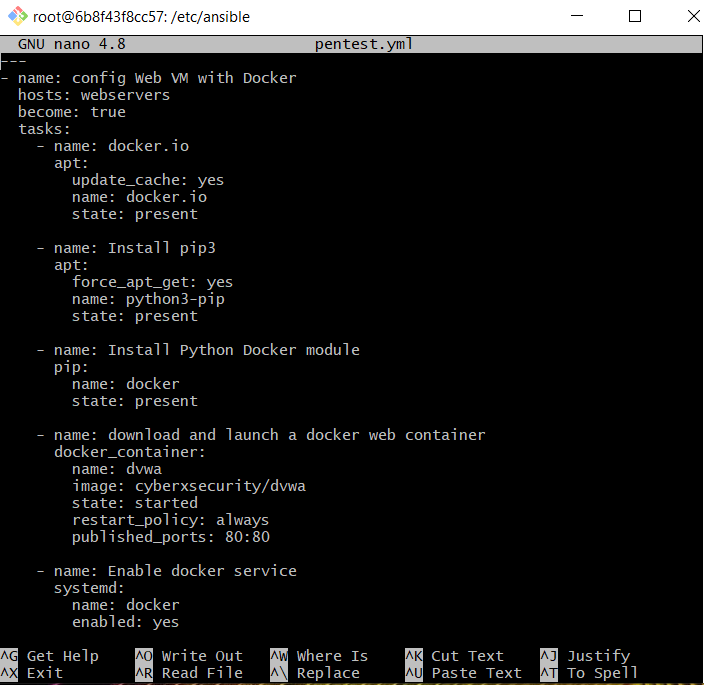 root@6b8f43f8cc57: /etc/ansible
GNU nano 4.8 pentest.yml
---
- name: config Web VM with Docker
  hosts: webservers
  become: true
  tasks:
    - name: docker.io
      apt:
        update_cache: yes
        name: docker.io
        state: present

    - name: Install pip3
      apt:
        force_apt_get: yes
        name: python3-pip
        state: present

    - name: Install Python Docker module
      pip:
        name: docker
        state: present

    - name: download and launch a docker web container
      docker_container:
        name: dvwa
        image: cyberxsecurity/dvwa
        state: started
        restart_policy: always
        published_ports: 80:80

    - name: Enable docker service
      systemd:
        name: docker
        enabled: yes

^G Get Help ^O Write Out ^W Where Is ^K Cut Text ^J Justify
^X Exit ^R Read File ^\ Replace ^U Paste Text ^T To Spell